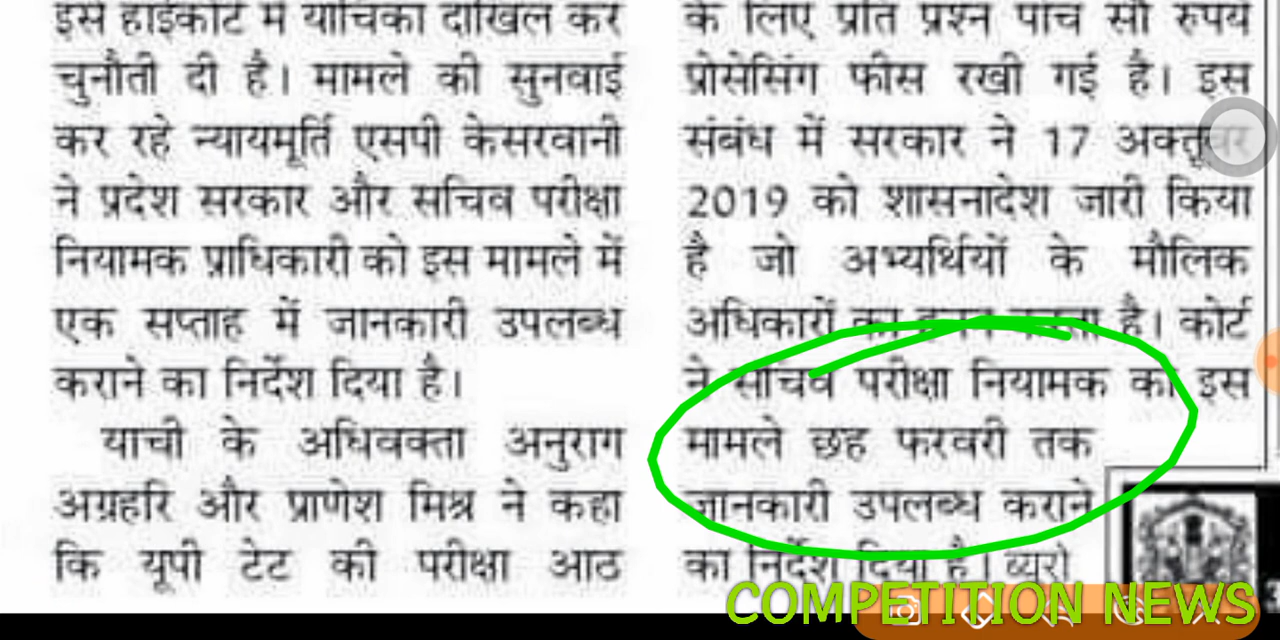 इसे हाईकोर्ट में याचिका दाखिल कर
चुनौती दी है। मामले की सुनवाई
कर रहे न्यायमूर्ति एसपी केसरवानी
ने प्रदेश सरकार और सचिव परीक्षा
नियामक प्राधिकारी को इस मामले में
एक सप्ताह में जानकारी उपलब्ध
कराने का निर्देश दिया है।
याची के अधिवक्ता अनुराग
अग्रहरि और प्राणेश मिश्र ने कहा
कि यूपी टेट की परीक्षा आठ
के लिए प्रति प्रश्न पांच सौ रुपये
प्रोसेसिंग फीस रखी गई है। इस
संबंध में सरकार ने 17 अक्तूबर
2019 को शासनादेश जारी किया
है जो अभ्यर्थियों के मौलिक
अधिकारों का हनन करता है। कोर्ट
ने सचिव परीक्षा नियामक को इस
मामले छह फरवरी तक
जानकारी उपलब्ध कराने
का निर्देश दिया है। ब्यूरो
COMPETITION NEWS